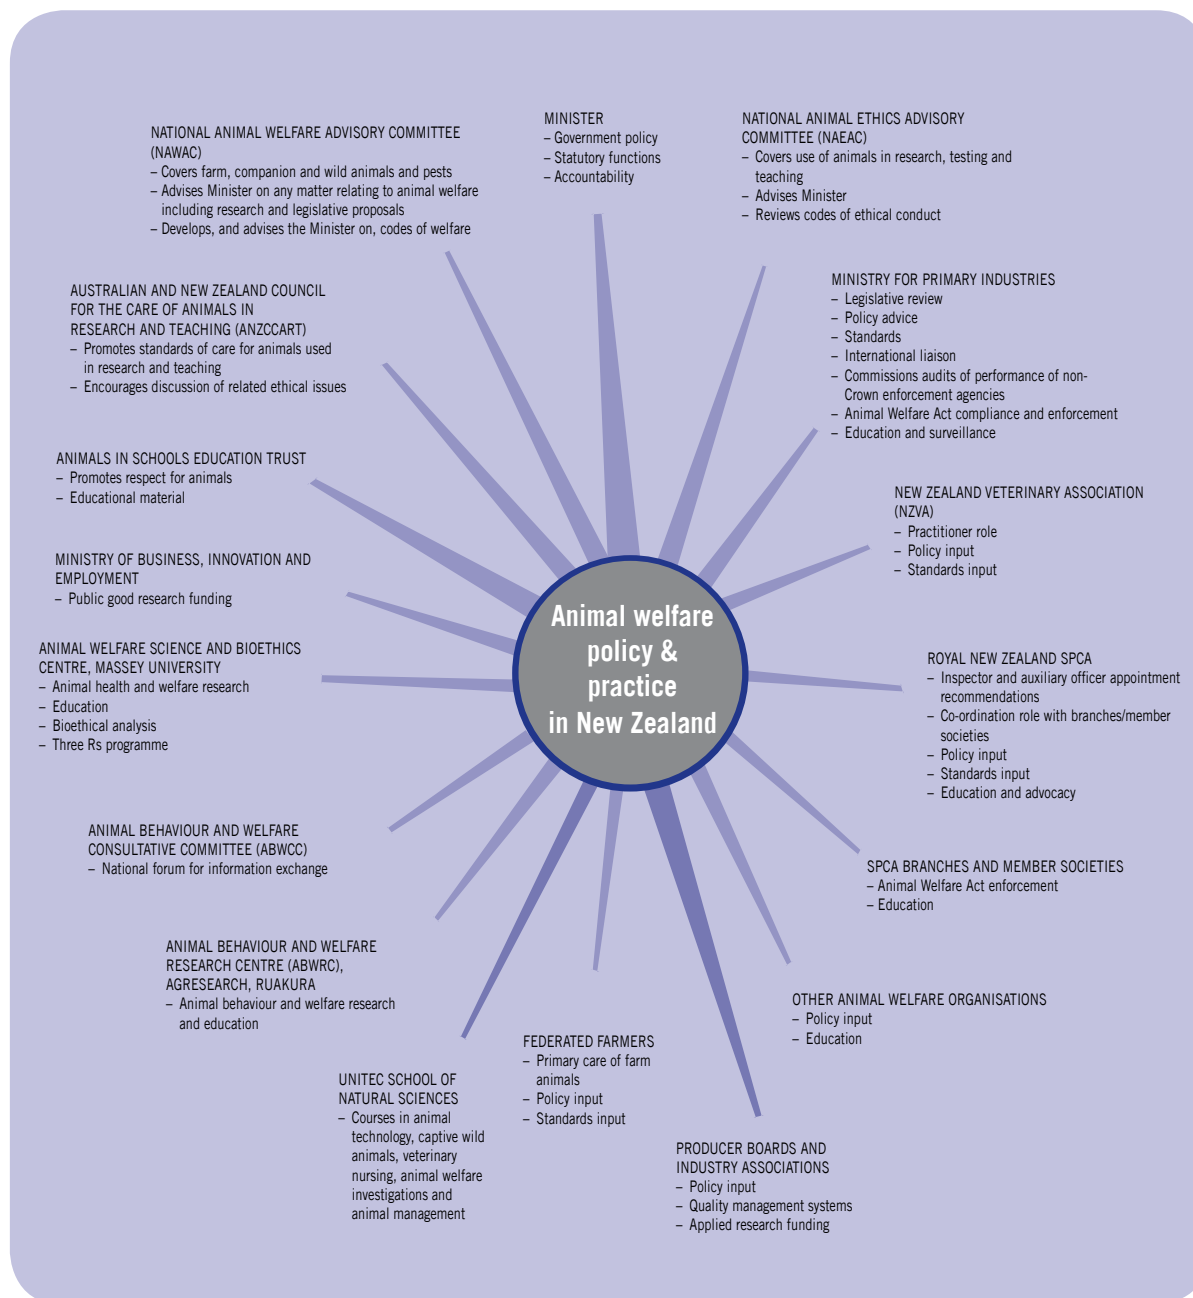 MINISTER
– Government policy
– Statutory functions
– Accountability
NATIONAL ANIMAL ETHICS ADVISORY
COMMITTEE (NAEAC)
– Covers use of animals in research, testing and
teaching
– Advises Minister
– Reviews codes of ethical conduct
MINISTRY FOR PRIMARY INDUSTRIES
– Legislative review
– Policy advice
– Standards
– International liaison
– Commissions audits of performance of non-
Crown enforcement agencies
– Animal Welfare Act compliance and enforcement
– Education and surveillance
NEW ZEALAND VETERINARY ASSOCIATION
(NZVA)
– Practitioner role
– Policy input
– Standards input
ROYAL NEW ZEALAND SPCA
– Inspector and auxiliary officer appointment
recommendations
– Co-ordination role with branches/member
societies
– Policy input
– Standards input
– Education and advocacy
SPCA BRANCHES AND MEMBER SOCIETIES
– Animal Welfare Act enforcement
– Education
OTHER ANIMAL WELFARE ORGANISATIONS
– Policy input
– Education
PRODUCER BOARDS AND
INDUSTRY ASSOCIATIONS
– Policy input
– Quality management systems
– Applied research funding
FEDERATED FARMERS
– Primary care of farm
animals
– Policy input
– Standards input
UNITEC SCHOOL OF
NATURAL SCIENCES
– Courses in animal
technology, captive wild
animals, veterinary
nursing, animal welfare
investigations and
animal management
ANIMAL BEHAVIOUR AND WELFARE
RESEARCH CENTRE (ABWRC),
AGRESEARCH, RUAKURA
– Animal behaviour and welfare research
and education
ANIMAL BEHAVIOUR AND WELFARE
CONSULTATIVE COMMITTEE (ABWCC)
– National forum for information exchange
ANIMAL WELFARE SCIENCE AND BIOETHICS
CENTRE, MASSEY UNIVERSITY
– Animal health and welfare research
– Education
– Bioethical analysis
– Three Rs programme
MINISTRY OF BUSINESS, INNOVATION AND
EMPLOYMENT
– Public good research funding
ANIMALS IN SCHOOLS EDUCATION TRUST
– Promotes respect for animals
– Educational material
AUSTRALIAN AND NEW ZEALAND COUNCIL
FOR THE CARE OF ANIMALS IN
RESEARCH AND TEACHING (ANZCCART)
– Promotes standards of care for animals used
in research and teaching
– Encourages discussion of related ethical issues
NATIONAL ANIMAL WELFARE ADVISORY COMMITTEE
(NAWAC)
– Covers farm, companion and wild animals and pests
– Advises Minister on any matter relating to animal welfare
including research and legislative proposals
– Develops, and advises the Minister on, codes of welfare
Animal welfare
policy &
practice
in New Zealand